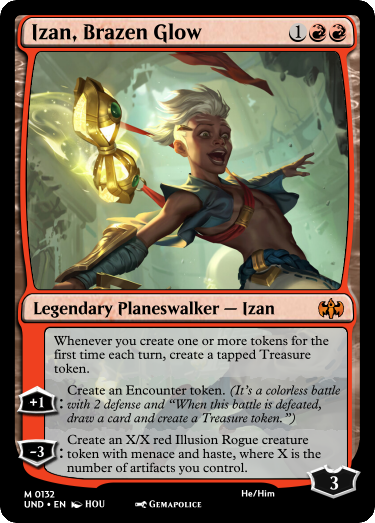 Izan, Brazen Glow 1
Legendary Planeswalker — Izan
Whenever you create one or more tokens for the
first time each turn, create a tapped Treasure
token.
+1 : Create an Encounter token. (It's a colorless battle
with 2 defense and "When this battle is defeated,
draw a card and create a Treasure token.")
-3 : Create an X/X red Illusion Rogue creature
token with menace and haste, where X is the
number of artifacts you control.
3
M 0132 He/Him
UND • EN HOU GEMAPOLICE